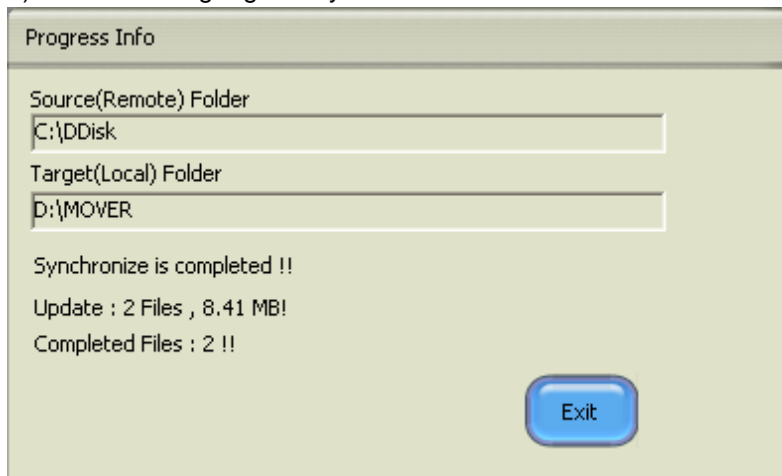 Progress Info
Source(Remote) Folder
C:\DDisk
Target(Local) Folder
D:\MOVER
Synchronize is completed !!
Update : 2 Files , 8.41 MB!
Completed Files : 2 !!
Exit